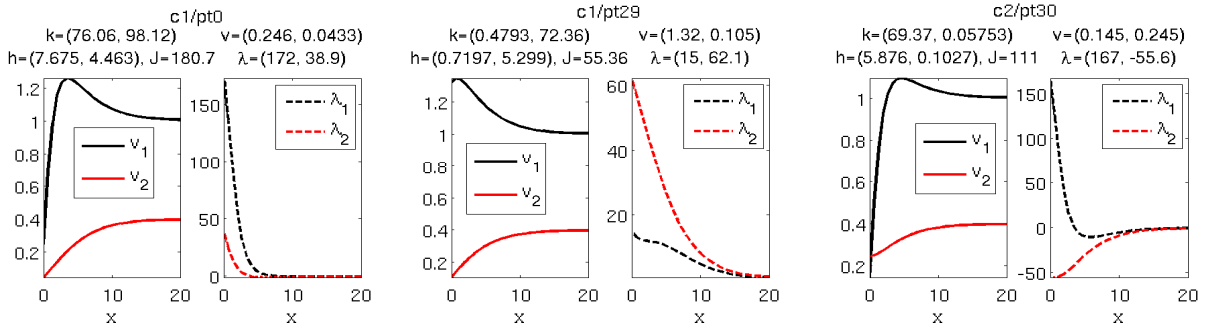 c1/pt0
k=(76.06, 98.12) v=(0.246, 0.0433)
h=(7.675, 4.463), J=180.7 λ=(172, 38.9)
1.2
1
0.8
0.6
0.4
0.2
v1
v2
0 10 20
x
150
100
50
0
λ1
λ2
0 10 20
x
c1/pt29
k=(0.4793, 72.36) v=(1.32, 0.105)
h=(0.7197, 5.299), J=55.36 λ=(15, 62.1)
1.2
1
0.8
0.6
0.4
0.2
v1
v2
0 10 20
x
60
40
20
λ1
λ2
0 10 20
x
c2/pt30
k=(69.37, 0.05753) v=(0.145, 0.245)
h=(5.876, 0.1027), J=111 λ=(167, -55.6)
1
0.8
0.6
0.4
0.2
v1
v2
0 10 20
x
150
100
50
0
-50
λ1
λ2
0 10 20
x